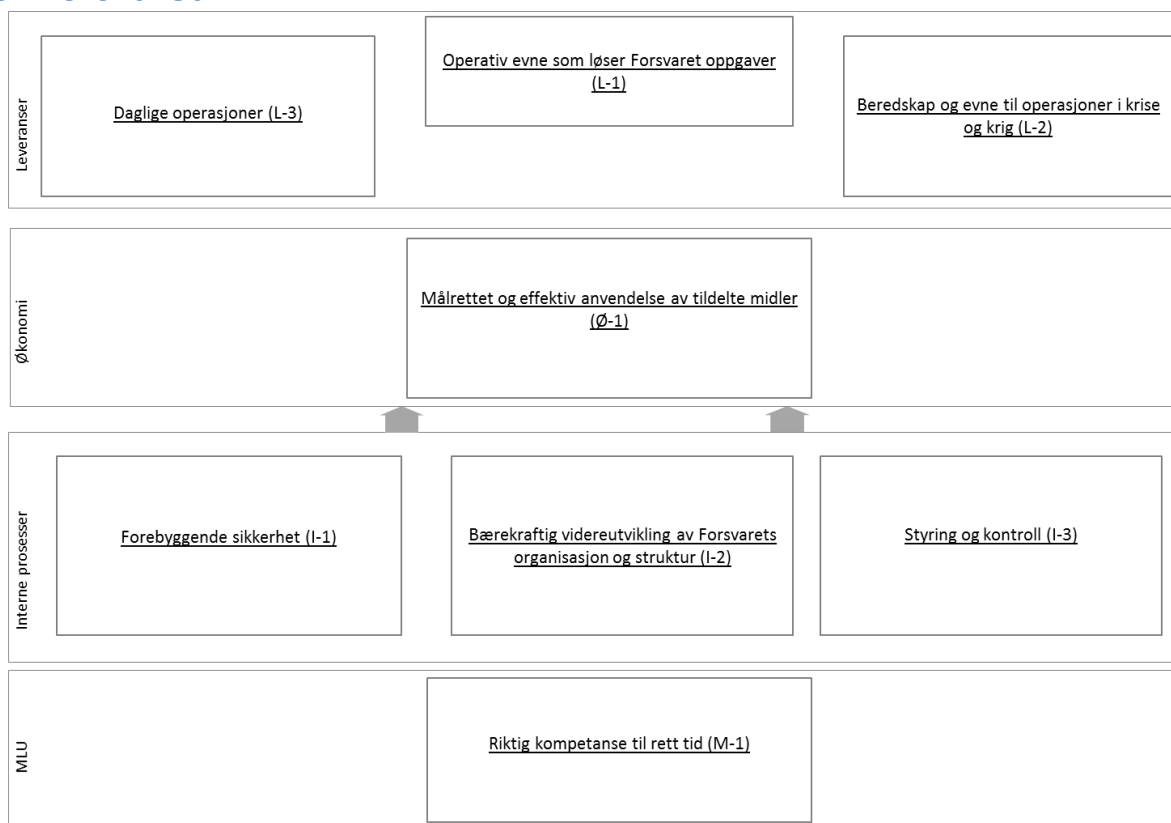 Leveranser
Daglige operasjoner (L-3)
Operativ evne som løser Forsvaret oppgaver
(L-1)
Beredskap og evne til operasjoner i krise
og krig (L-2)
Økonomi
Målrettet og effektiv anvendelse av tildelte midler
(Ø-1)
Interne prosesser
Forebyggende sikkerhet (I-1)
Bærekraftig videreutvikling av Forsvarets
organisasjon og struktur (I-2)
Styring og kontroll (I-3)
MLU
Riktig kompetanse til rett tid (M-1)